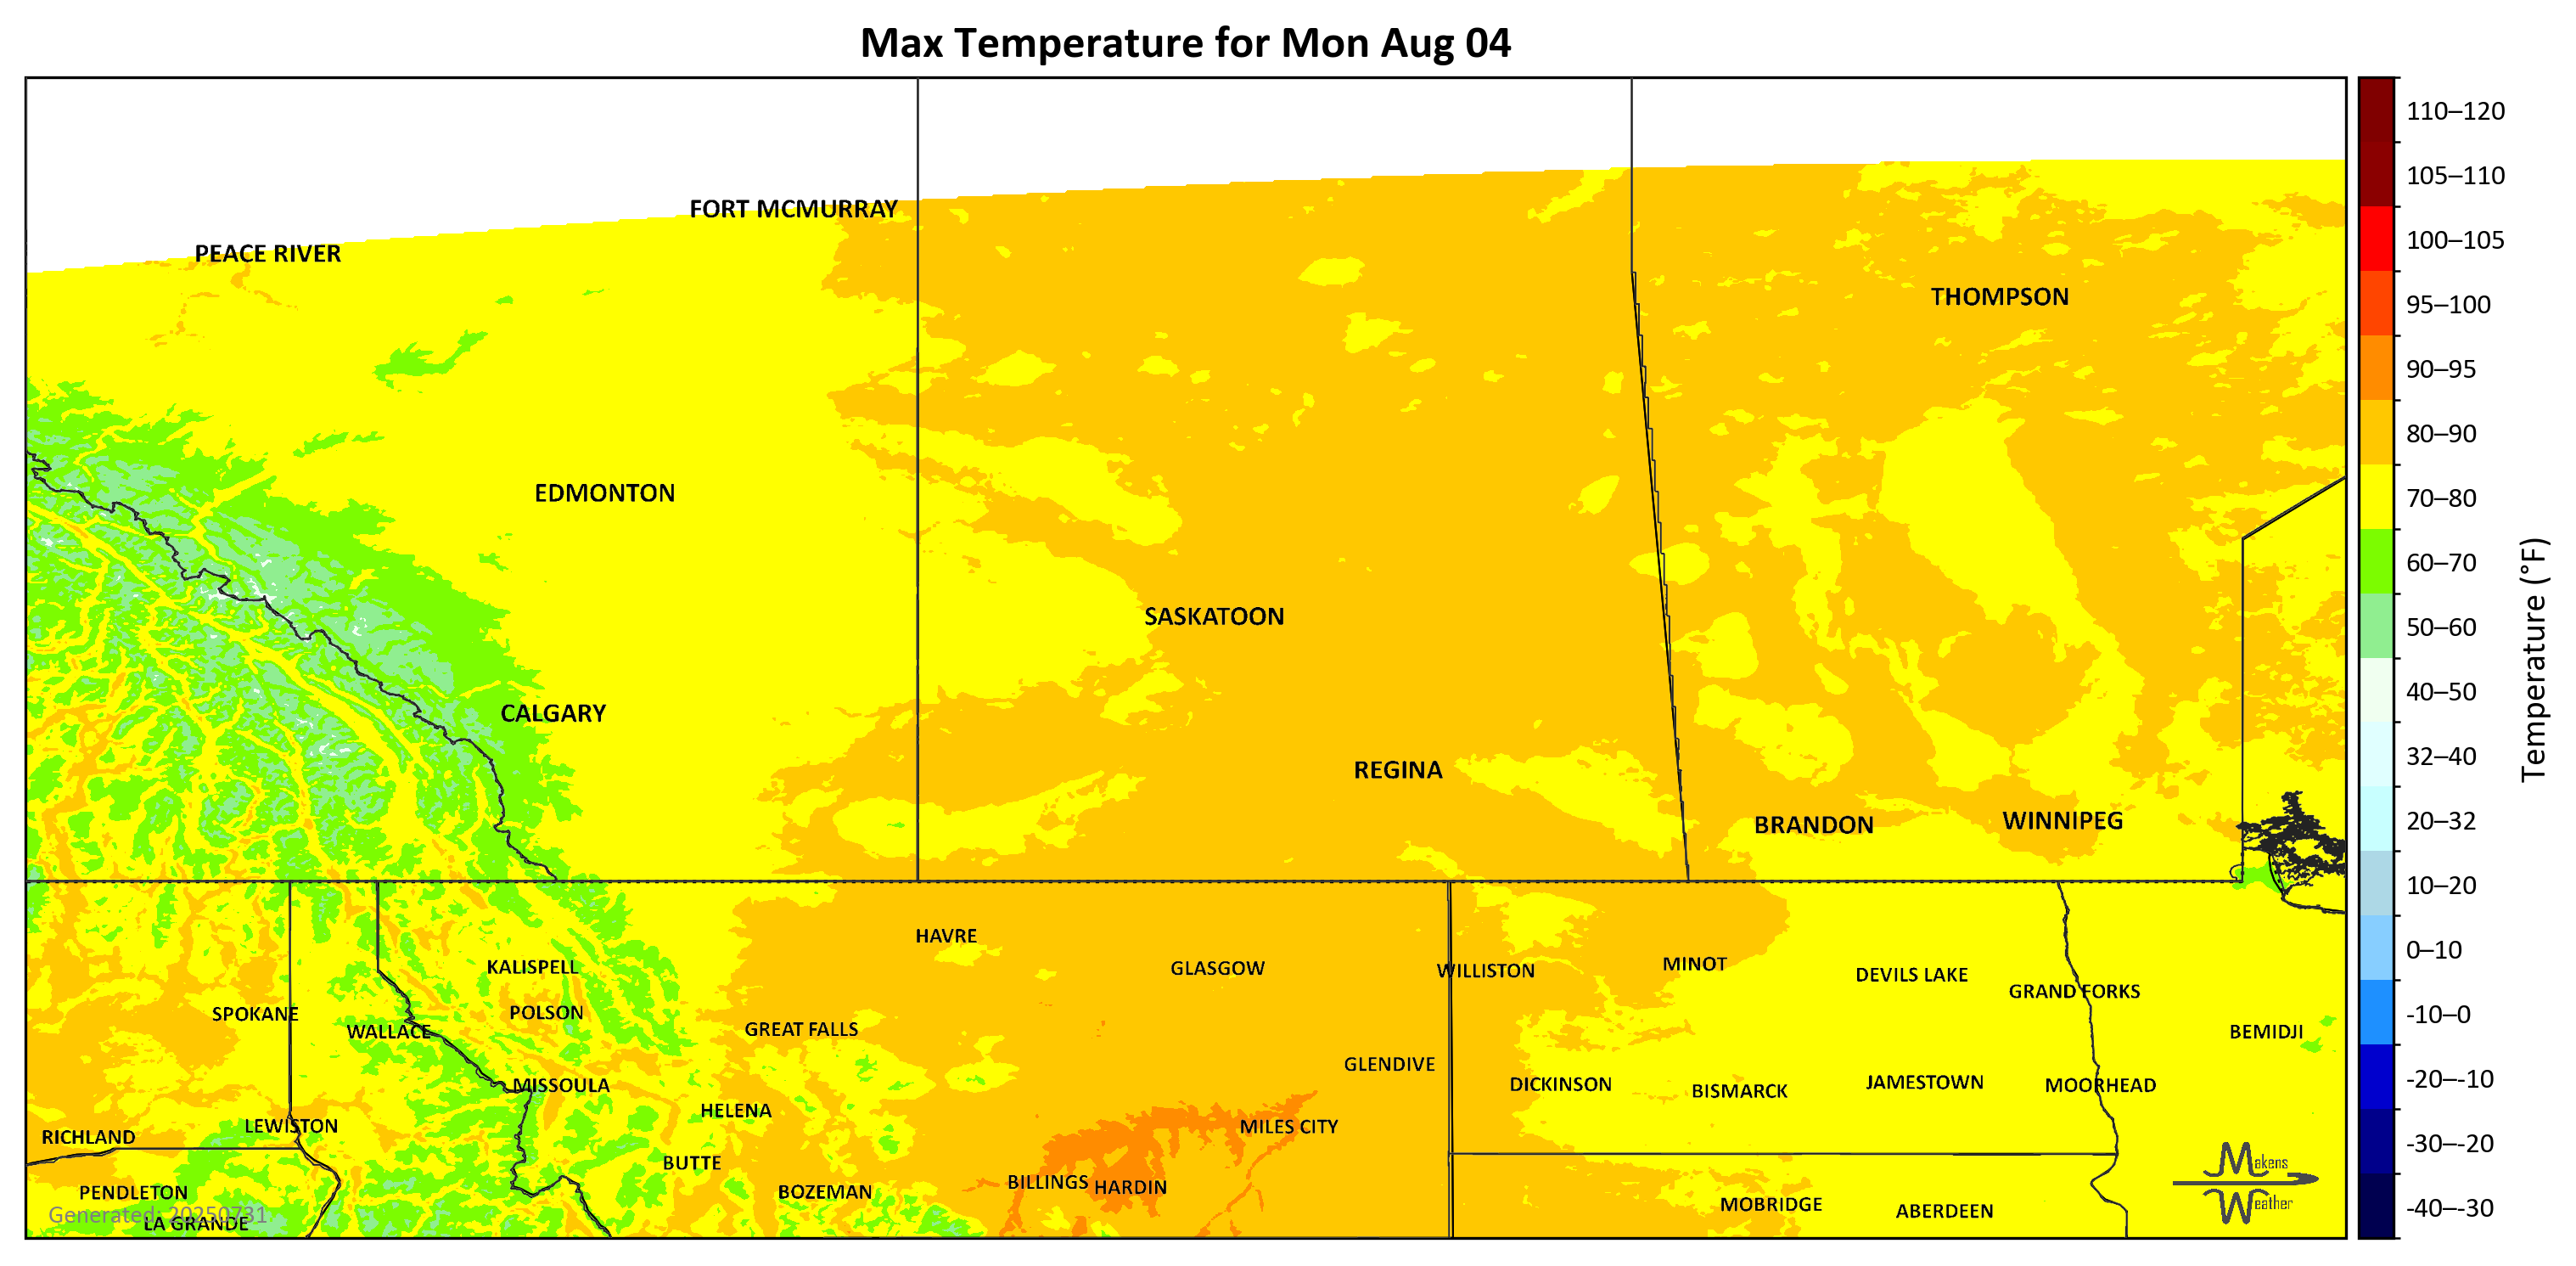 Max Temperature for Mon Aug 04
FORT MCMURRAY
PEACE RIVER
THOMPSON
EDMONTON
SASKATOON
CALGARY
REGINA
BRANDON
WINNIPEG
HAVRE
KALISPELL
GLASGOW
WILLISTON
MINOT
DEVILS LAKE
GRAND FORKS
SPOKANE
POLSON
WALLACE
GREAT FALLS
BEMIDJI
GLENDIVE
MISSOULA
DICKINSON
BISMARCK
JAMESTOWN
MOORHEAD
HELENA
LEWISTON
MILES CITY
RICHLAND
BUTTE
BILLINGS
HARDIN
PENDLETON
BOZEMAN
MOBRIDGE
ABERDEEN
LA GRANDE
Generated: 20250731
Makens
Weather
110–120
105–110
100–105
95–100
90–95
80–90
70–80
60–70
50–60
40–50
32–40
20–32
10–20
0–10
-10–0
-20–-10
-30–-20
-40–-30
Temperature (°F)